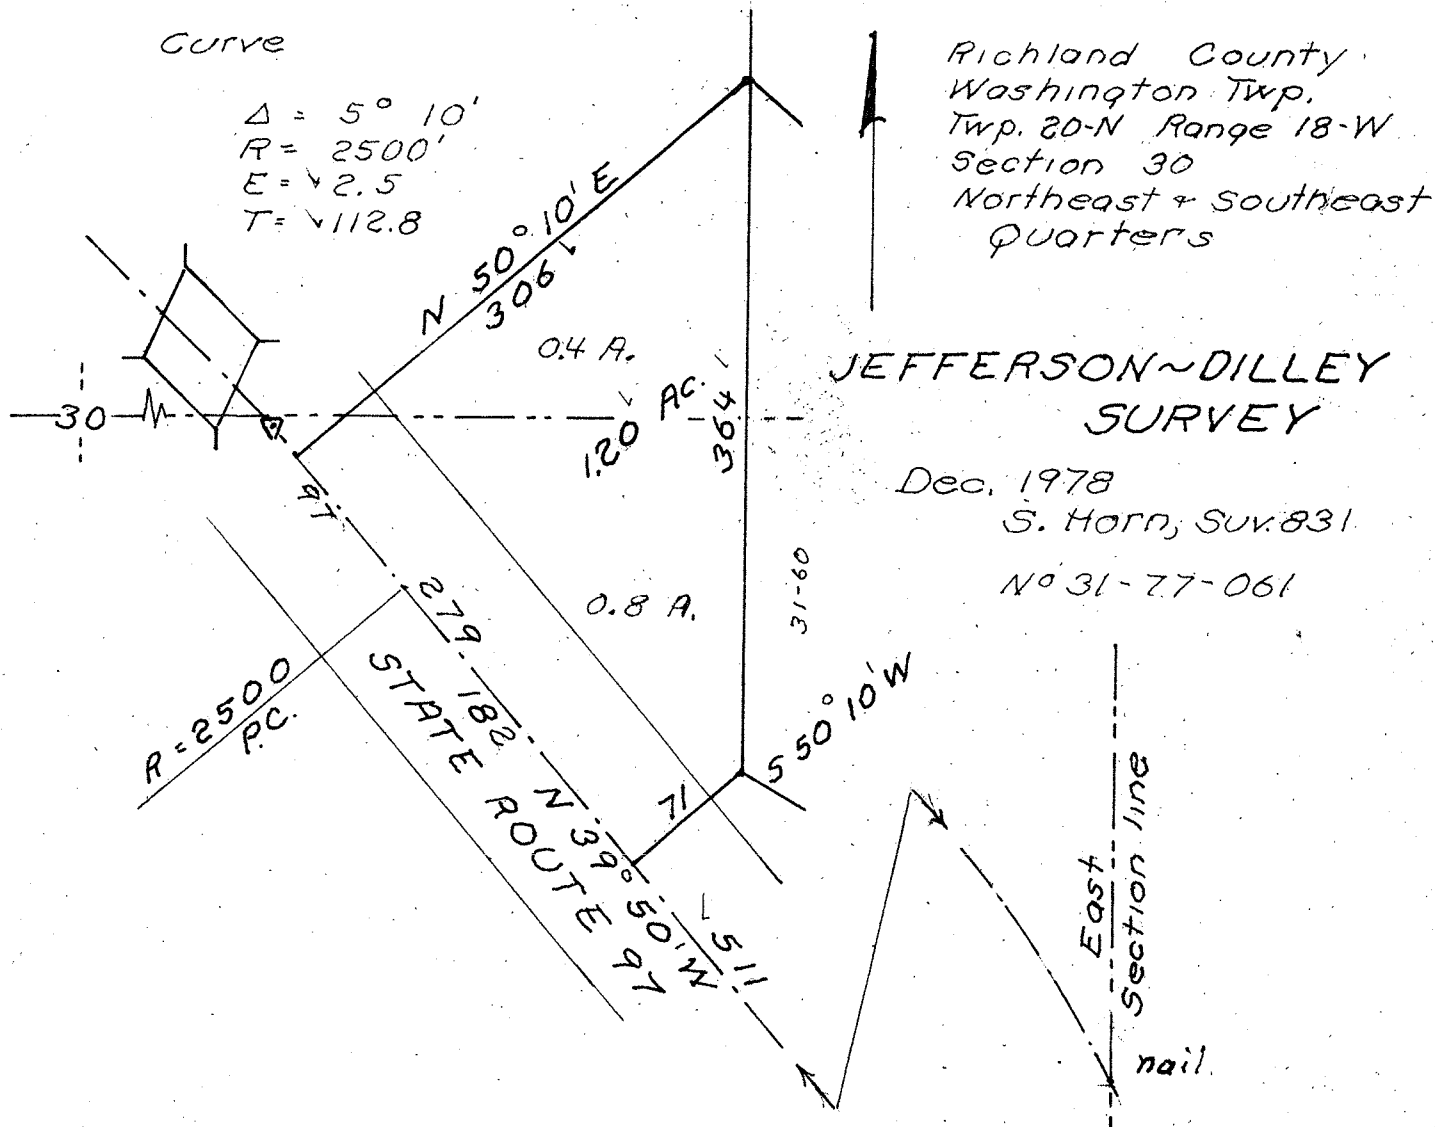 Curve
Δ = 5° 10'
R = 2500'
E = 2.5
T = 112.8
Richland County
Washington Twp.
Twp. 20-N Range 18-W
Section 30
Northeast & Southeast
Quarters
JEFFERSON~DILLEY
SURVEY
Dec. 1978
S. Horn, Suv. 831
Nº 31-77-061
N 50° 10' E
306
0.4 A.
30
1.20 AC.
364
97
279
182
0.8 A.
31-60
R = 2500
P.C.
STATE ROUTE 97
N 39° 50' W
71
S 50° 10' W
511
East
Section line
nail